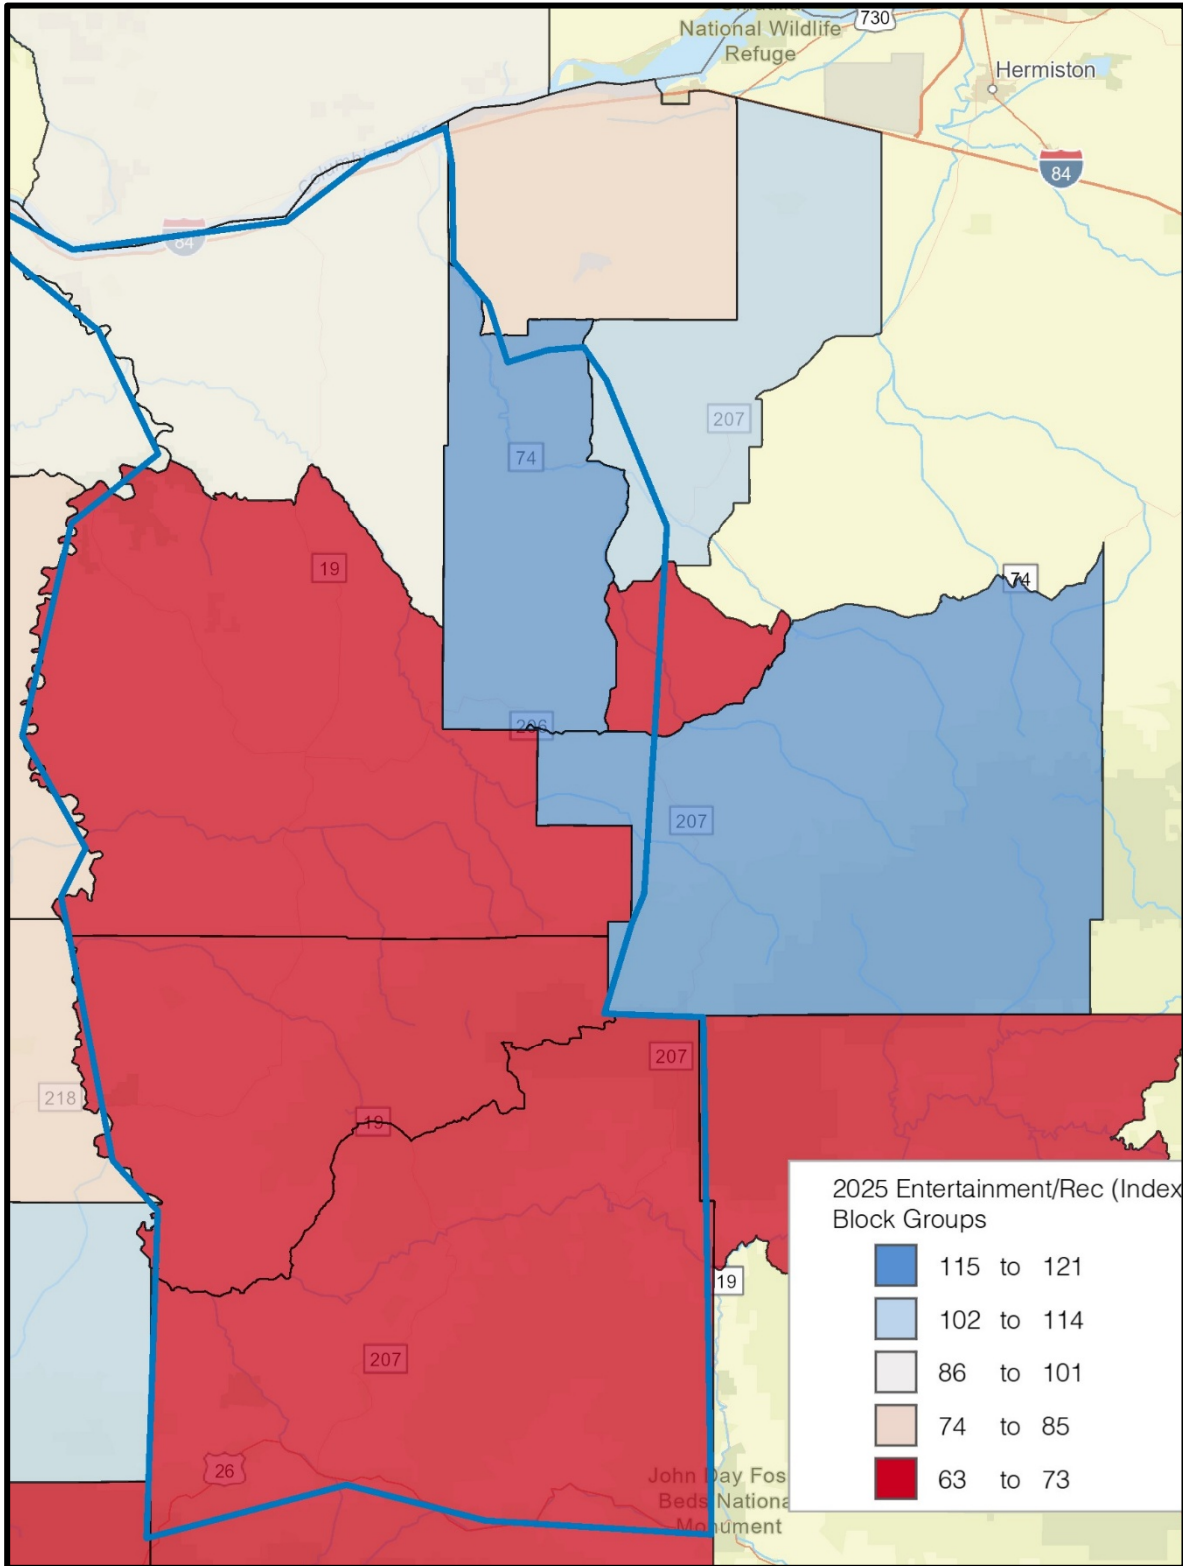 National Wildlife
Refuge
730
Hermiston
84
Columbia River
84
207
74
19
74
206
207
207
218
19
19
207
26
John Day Fos
Beds Nationa
Monument
2025 Entertainment/Rec (Index
Block Groups
115 to 121
102 to 114
86 to 101
74 to 85
63 to 73